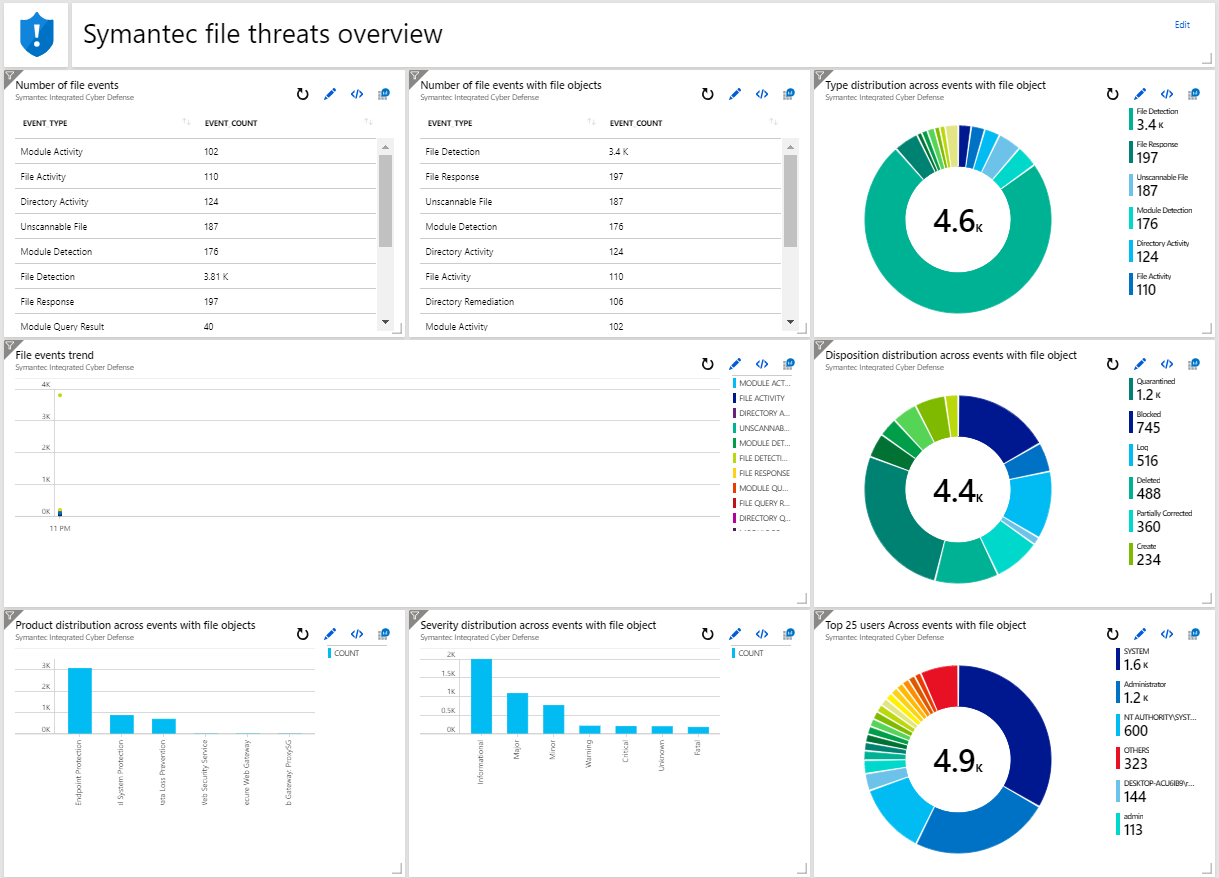 Symantec file threats overview
Edit
Number of file events
Symantec Integrated Cyber Defense
EVENT_TYPE EVENT_COUNT
Module Activity 102
File Activity 110
Directory Activity 124
Unscannable File 187
Module Detection 176
File Detection 3.81 K
File Response 197
Module Query Result 40
Number of file events with file objects
Symantec Integrated Cyber Defense
EVENT_TYPE EVENT_COUNT
File Detection 3.4 K
File Response 197
Unscannable File 187
Module Detection 176
Directory Activity 124
File Activity 110
Directory Remediation 106
Module Activity 102
Type distribution across events with file object
Symantec Integrated Cyber Defense
4.6K
File Detection
3.4 K
File Response
197
Unscannable File
187
Module Detection
176
Directory Activity
124
File Activity
110
File events trend
Symantec Integrated Cyber Defense
4K
3K
2K
1K
0K
11 PM
MODULE ACT...
FILE ACTIVITY
DIRECTORY A...
UNSCANNAB...
MODULE DET...
FILE DETECTI...
FILE RESPONSE
MODULE QU...
FILE QUERY R...
DIRECTORY Q...
Disposition distribution across events with file object
Symantec Integrated Cyber Defense
4.4K
Quarantined
1.2 K
Blocked
745
Log
516
Deleted
488
Partially Corrected
360
Create
234
Product distribution across events with file objects
Symantec Integrated Cyber Defense
3K
2K
1K
0K
Endpoint Protection
l System Protection
ata Loss Prevention
Web Security Service
ecure Web Gateway
b Gateway: ProxySG
COUNT
Severity distribution across events with file object
Symantec Integrated Cyber Defense
2K
1.5K
1K
0.5K
0K
Informational
Major
Minor
Warning
Critical
Unknown
Fatal
COUNT
Top 25 users Across events with file object
Symantec Integrated Cyber Defense
4.9K
SYSTEM
1.6 K
Administrator
1.2 K
NT AUTHORITY\SYST...
600
OTHERS
323
DESKTOP-ACU6IB9\r...
144
admin
113